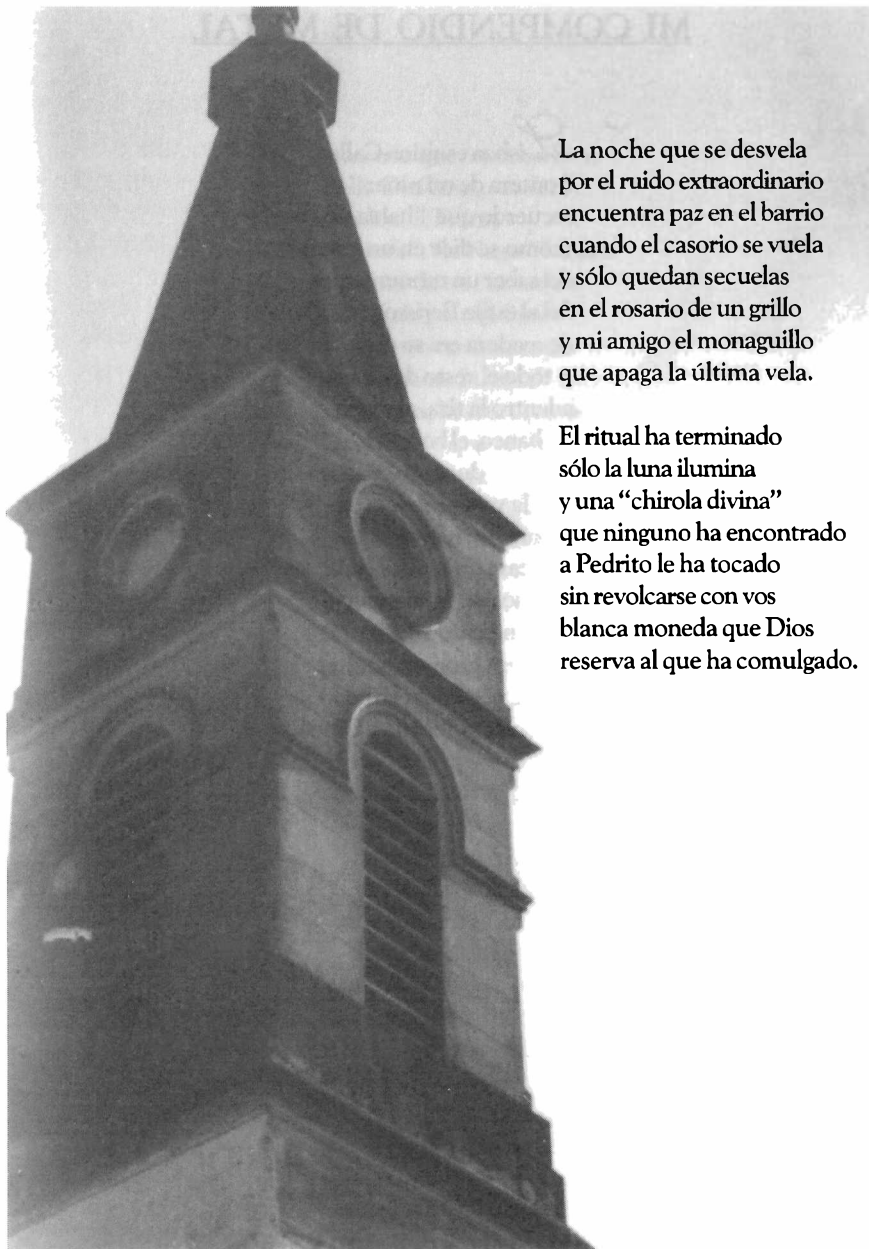 La noche que se desvela
por el ruido extraordinario
encuentra paz en el barrio
cuando el casorio se vuela
y sólo quedan secuelas
en el rosario de un grillo
y mi amigo el monaguillo
que apaga la última vela.

El ritual ha terminado
sólo la luna ilumina
y una “chirola divina”
que ninguno ha encontrado
a Pedrito le ha tocado
sin revolcarse con vos
blanca moneda que Dios
reserva al que ha comulgado.